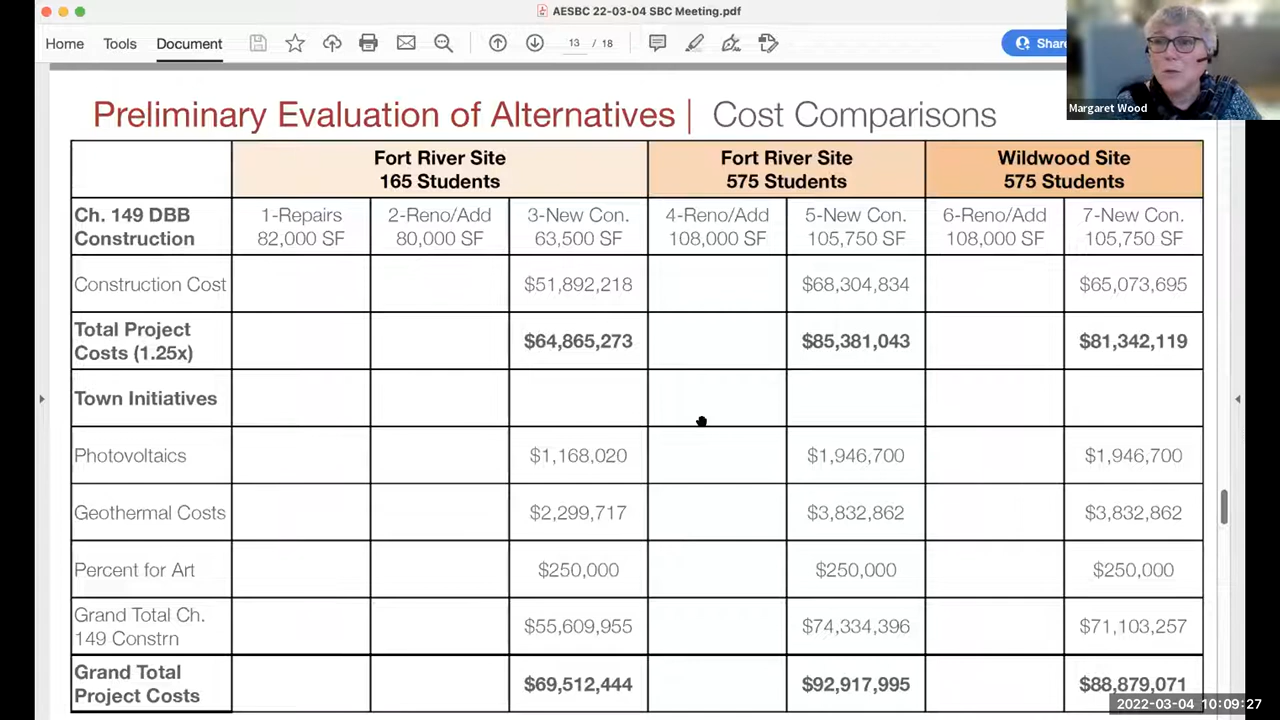 AESBC 22-03-04 SBC Meeting.pdf
Home Tools Document 13 / 18 Share
Margaret Wood
Preliminary Evaluation of Alternatives | Cost Comparisons
Fort River Site Fort River Site Wildwood Site
165 Students 575 Students 575 Students
Ch. 149 DBB 1-Repairs 2-Reno/Add 3-New Con. 4-Reno/Add 5-New Con. 6-Reno/Add 7-New Con.
Construction 82,000 SF 80,000 SF 63,500 SF 108,000 SF 105,750 SF 108,000 SF 105,750 SF
Construction Cost $51,892,218 $68,304,834 $65,073,695
Total Project
Costs (1.25x) $64,865,273 $85,381,043 $81,342,119
Town Initiatives
Photovoltaics $1,168,020 $1,946,700 $1,946,700
Geothermal Costs $2,299,717 $3,832,862 $3,832,862
Percent for Art $250,000 $250,000 $250,000
Grand Total Ch.
149 Constrn $55,609,955 $74,334,396 $71,103,257
Grand Total
Project Costs $69,512,444 $92,917,995 $88,879,071
2022-03-04 10:09:27